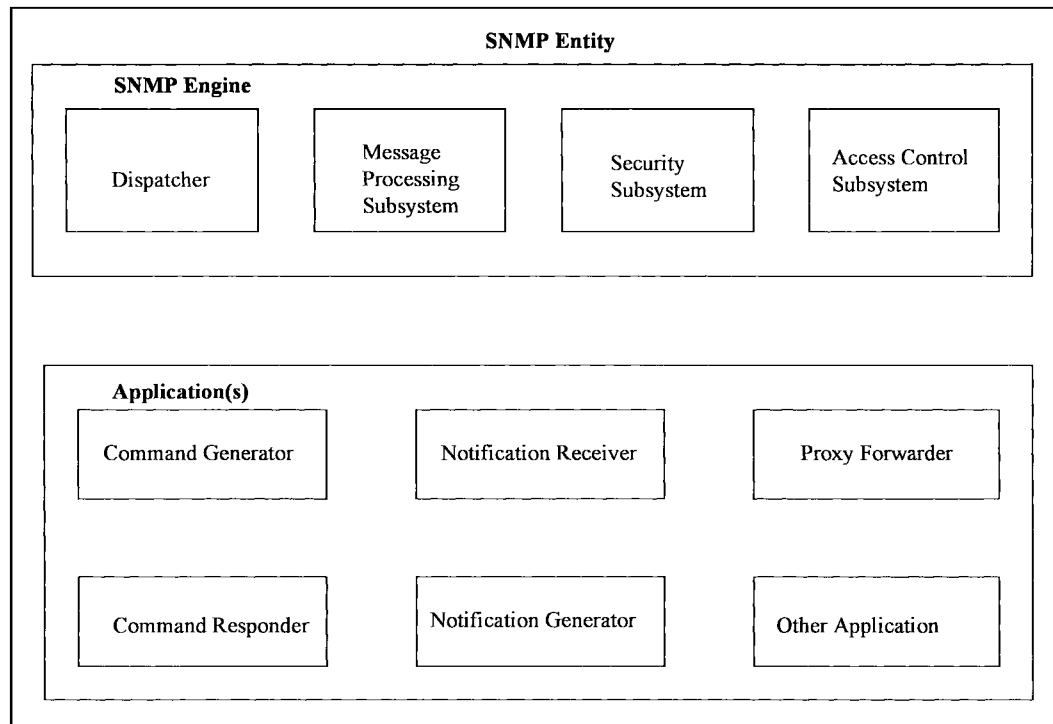 SNMP Entity
SNMP Engine
Dispatcher
Message
Processing
Subsystem
Security
Subsystem
Access Control
Subsystem
Application(s)
Command Generator
Notification Receiver
Proxy Forwarder
Command Responder
Notification Generator
Other Application